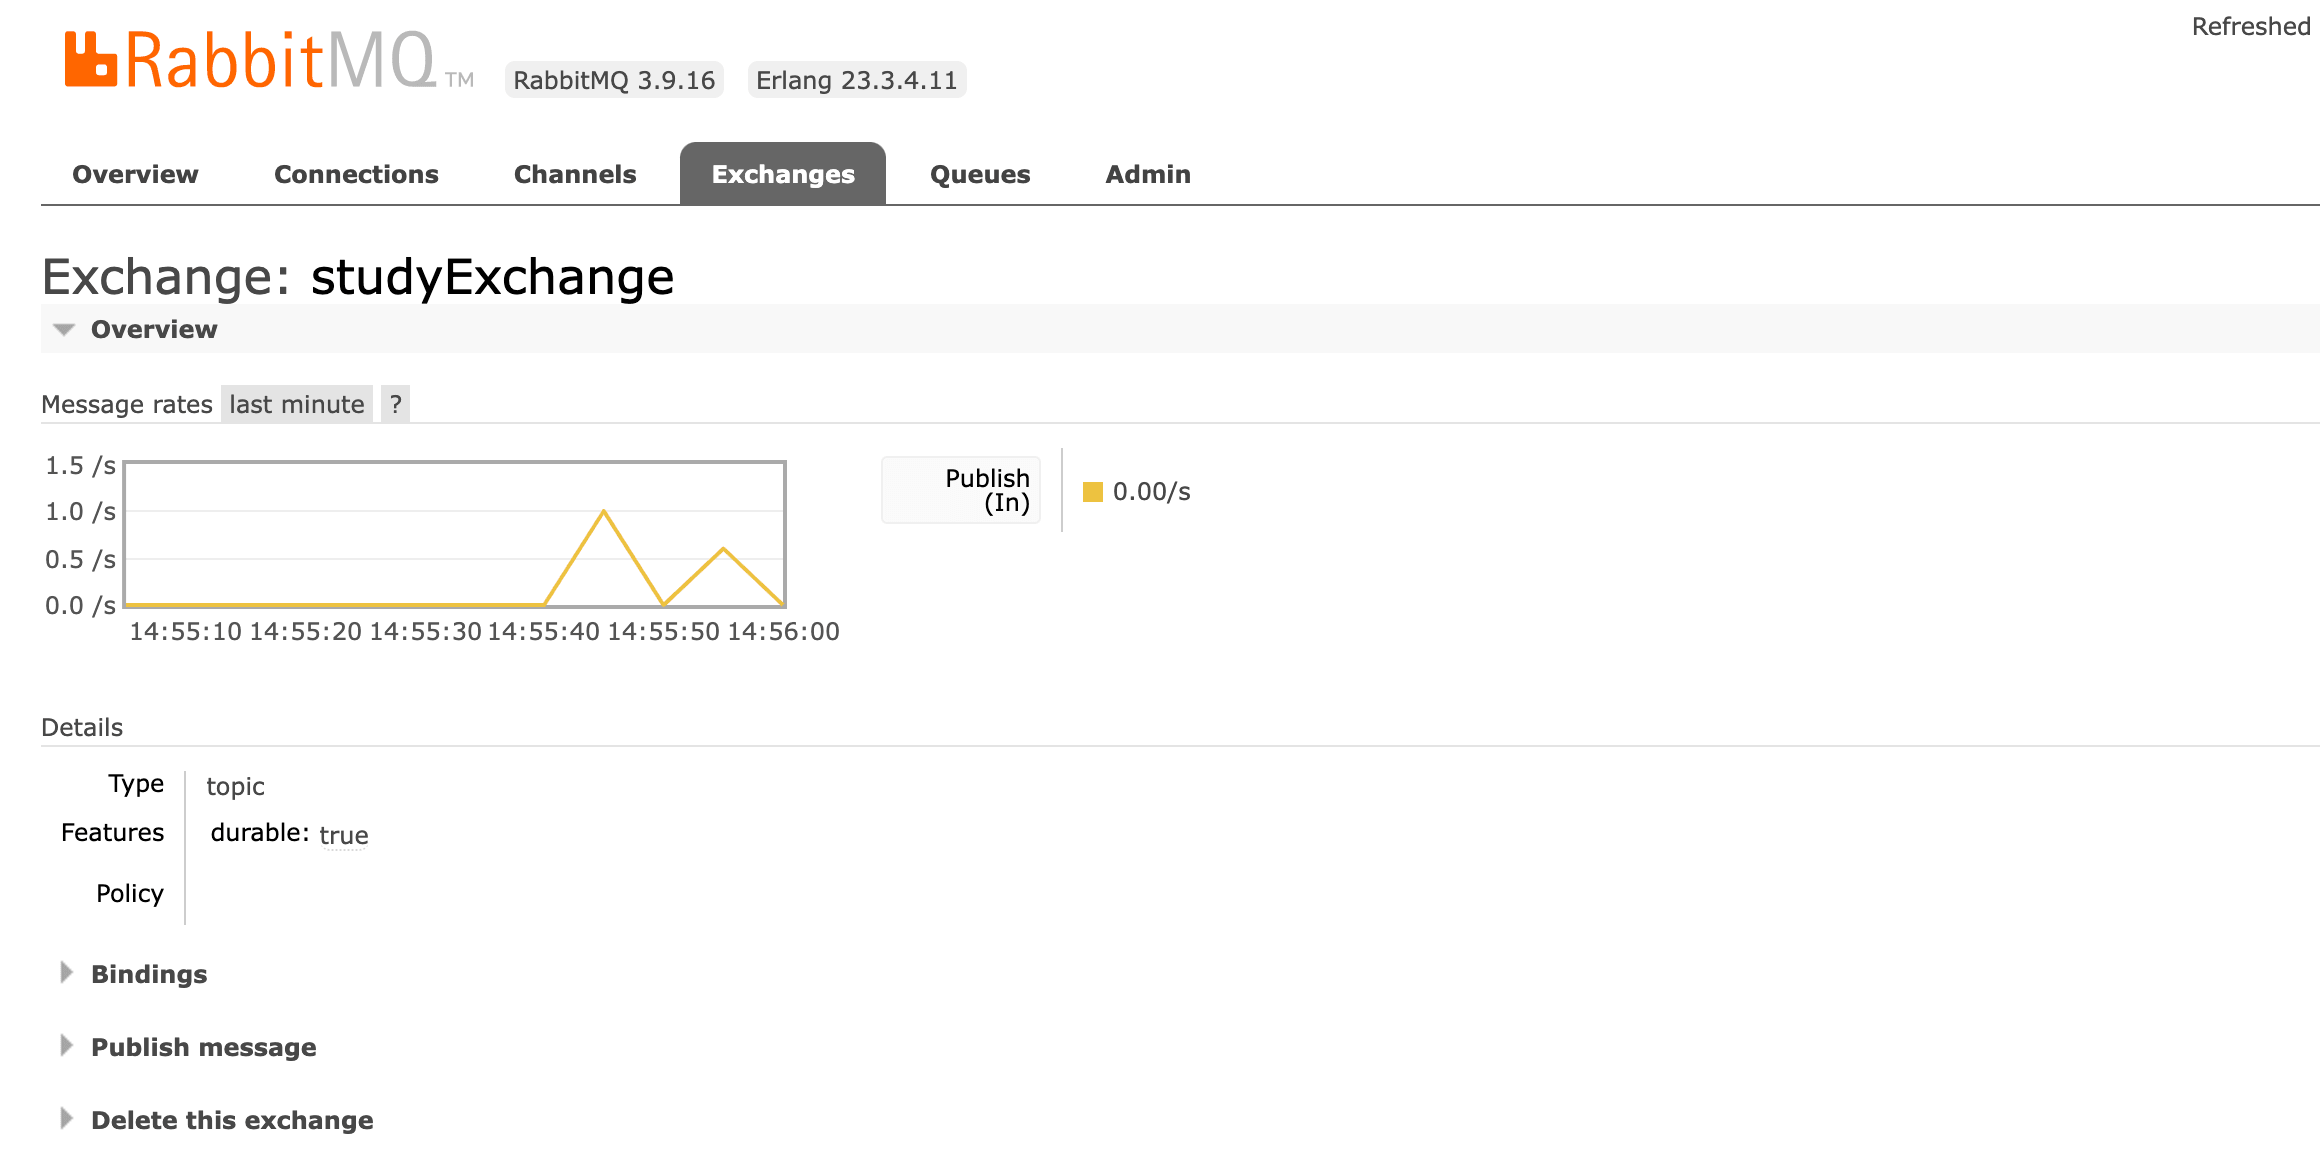 RabbitMQ TM RabbitMQ 3.9.16 Erlang 23.3.4.11
Refreshed
Overview Connections Channels Exchanges Queues Admin
Exchange: studyExchange
Overview
Message rates last minute ?
1.5 /s
1.0 /s
0.5 /s
0.0 /s
14:55:10 14:55:20 14:55:30 14:55:40 14:55:50 14:56:00
Publish
(In)
0.00/s
Details
Type topic
Features durable: true
Policy
Bindings
Publish message
Delete this exchange